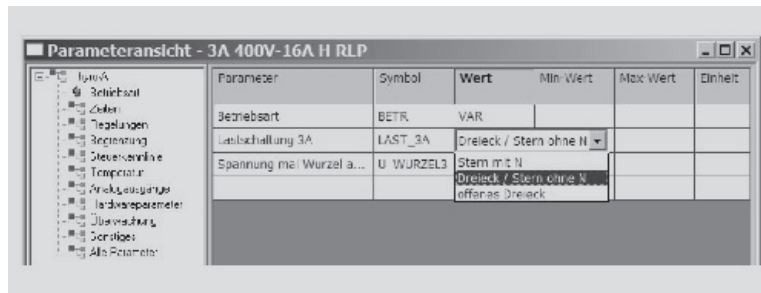 Parameteransicht - 3A 400V-16A H RLP
Betriebsart
Zeiten
Regelungen
Begrenzung
Steuerkennlinie
Temperatur
Analogausgänge
Hardwareparameter
Überwachung
Sonstiges
Alle Parameter
Parameter Symbol Wert Min-Wert Max-Wert Einheit
Betriebsart BETR VAR
Lastschaltung 3A LAST_3A Dreieck / Stern ohne N
Spannung mal Wurzel a... U_WURZEL3 Stern mit N
Dreieck / Stern ohne N
offenes Dreieck